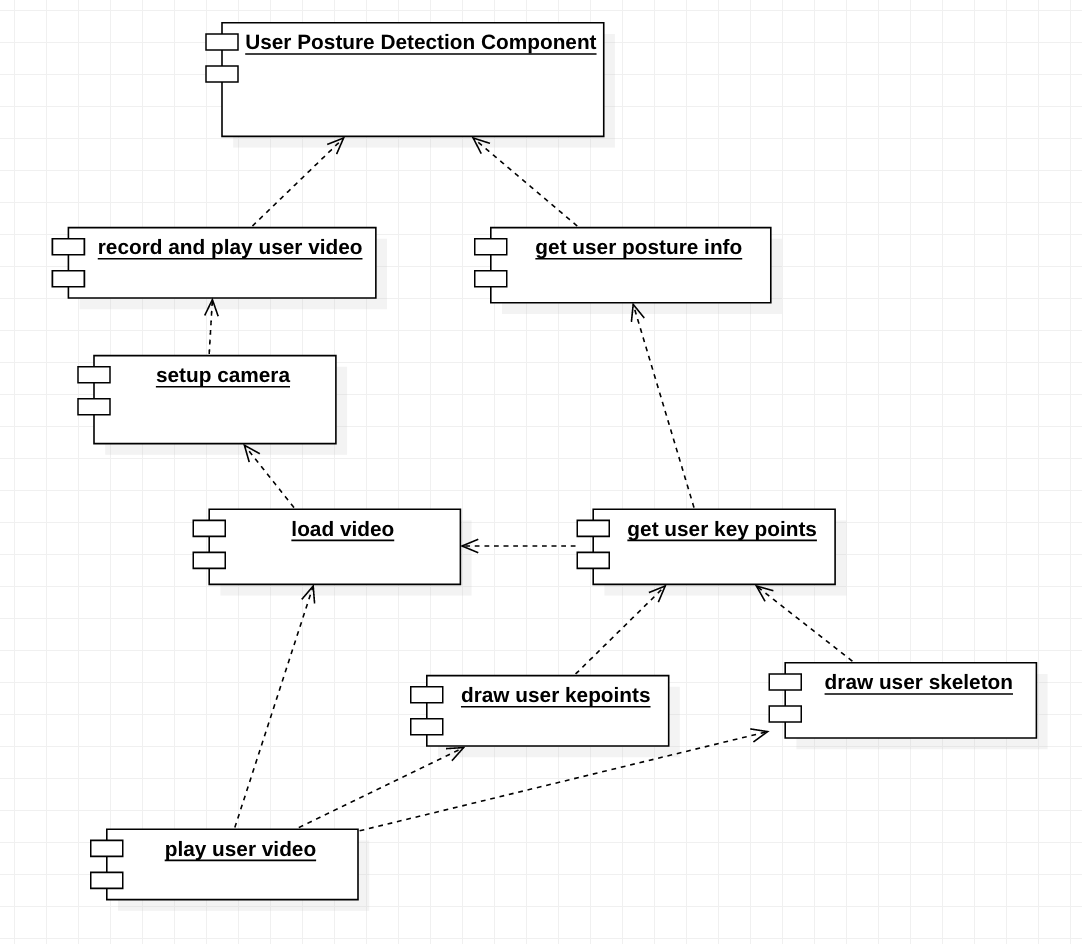 User Posture Detection Component
record and play user video
get user posture info
setup camera
load video
get user key points
draw user kepoints
draw user skeleton
play user video